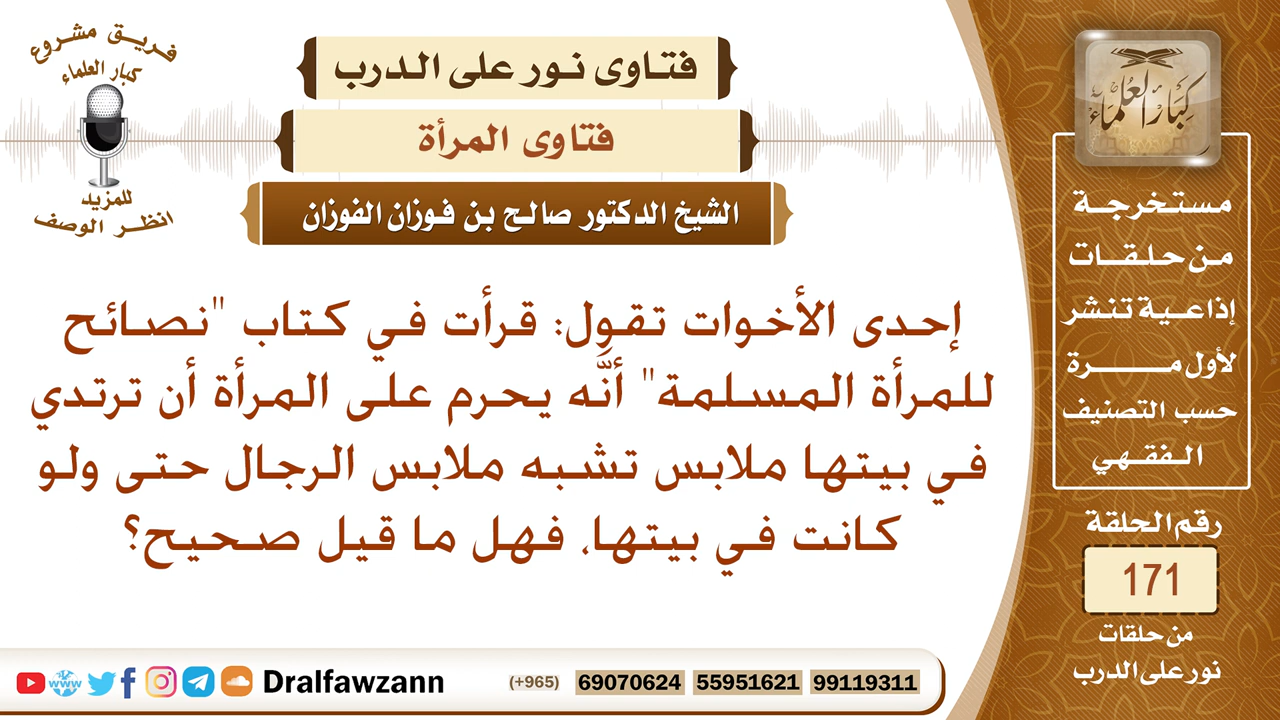 فريق مشروع
كبار العلماء
للمزيد
انظر الوصف
فتاوى نور على الدرب
فتاوى المرأة
الشيخ الدكتور صالح بن فوزان الفوزان
إحدى الأخوات تقول: قرأت في كتاب "نصائح
للمرأة المسلمة" أنَّه يحرم على المرأة أن ترتدي
في بيتها ملابس تشبه ملابس الرجال حتى ولو
كانت في بيتها، فهل ما قيل صحيح؟
كبار العلماء
مستخرجة
من حلقات
إذاعية تنشر
لأول مرة
حسب التصنيف
الفقهي
رقم الحلقة
171
من حلقات
نور على الدرب
www
Dralfawzann
(+965) 69070624 55951621 99119311